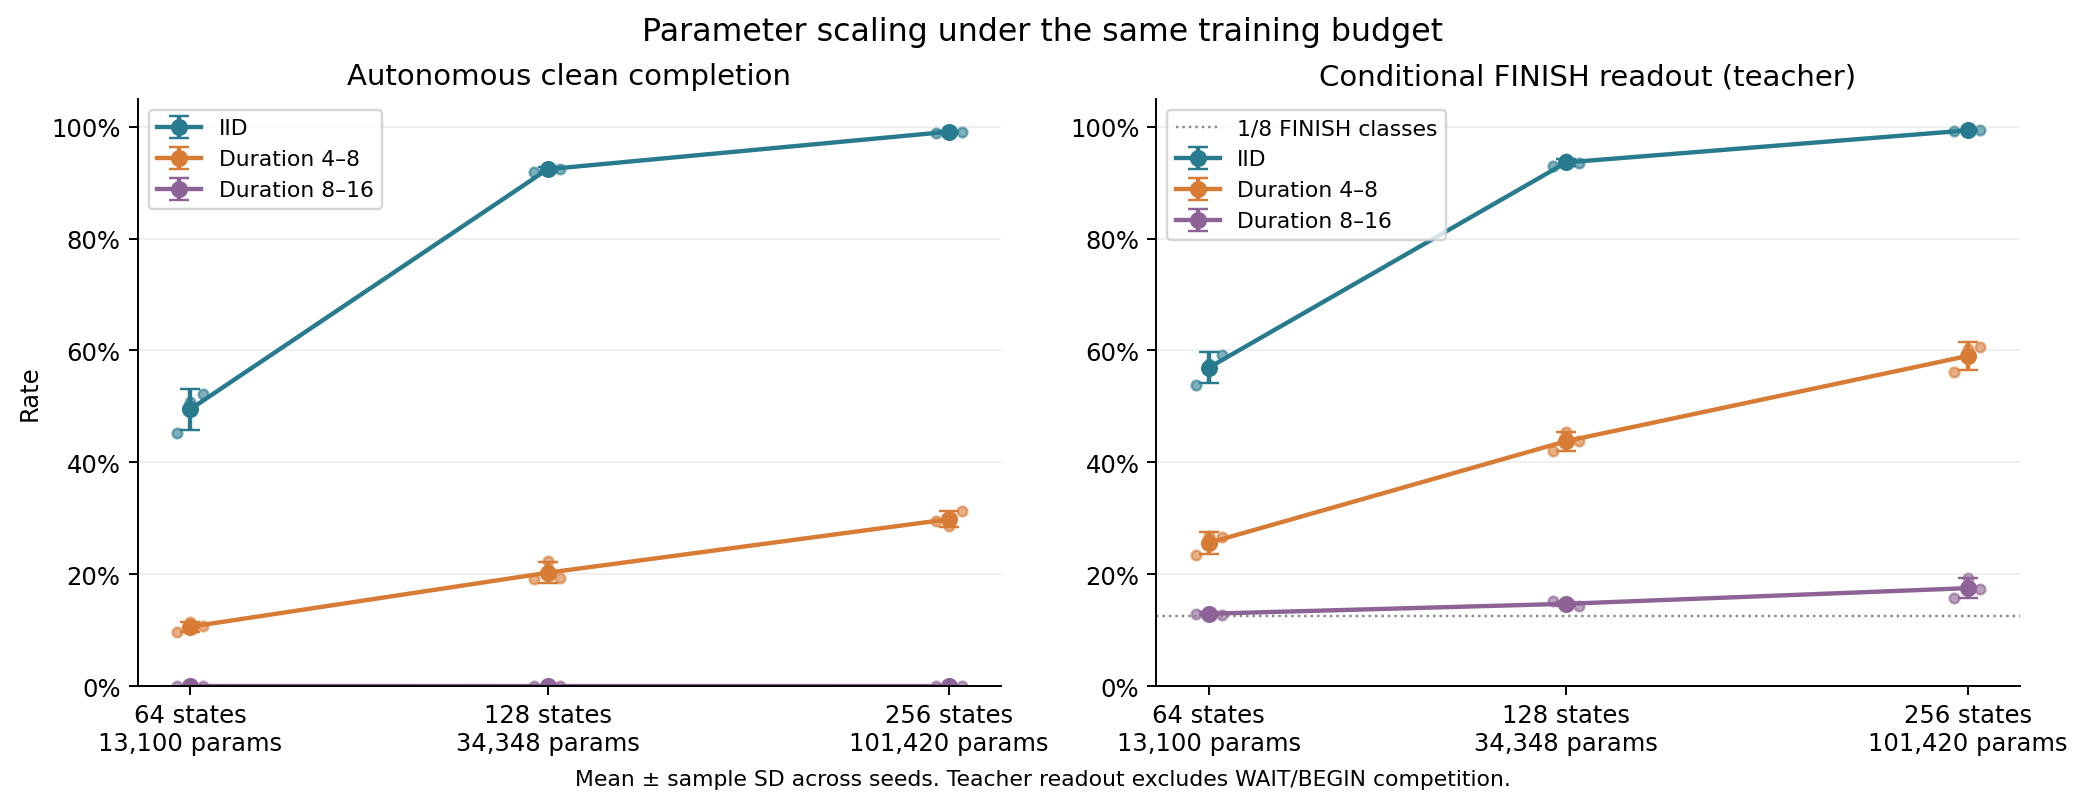 Parameter scaling under the same training budget
Autonomous clean completion
Rate
100%
80%
60%
40%
20%
0%
IID
Duration 4–8
Duration 8–16
64 states
13,100 params
128 states
34,348 params
256 states
101,420 params
Conditional FINISH readout (teacher)
100%
80%
60%
40%
20%
0%
1/8 FINISH classes
IID
Duration 4–8
Duration 8–16
64 states
13,100 params
128 states
34,348 params
256 states
101,420 params
Mean ± sample SD across seeds. Teacher readout excludes WAIT/BEGIN competition.